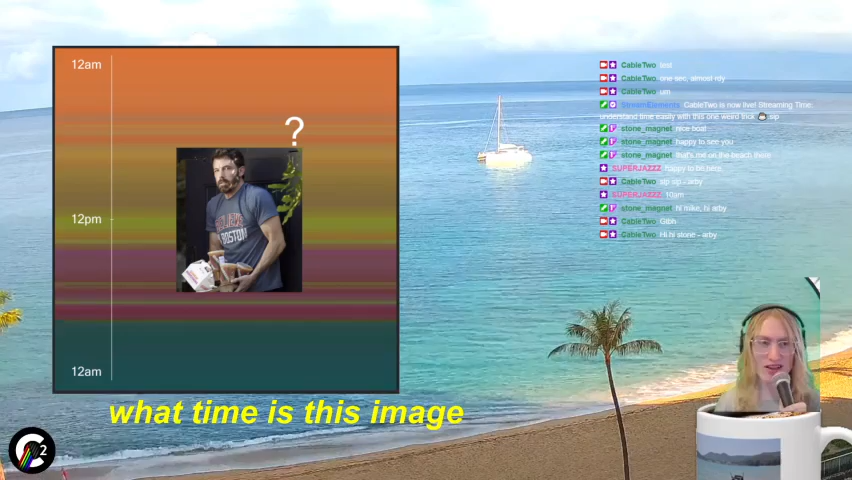 12am
?
12pm
12am
what time is this image
BOSTON
2
CableTwo test
CableTwo one sec, almost rdy
CableTwo um
StreamElements CableTwo is now live! Streaming Time:
understand time easily with this one weird trick sip
stone_magnet nice boat
stone_magnet happy to see you
stone_magnet that's me on the beach there
SUPERJAZZZ happy to be here
CableTwo sip sip - arby
SUPERJAZZZ 10am
stone_magnet hi mike, hi arby
CableTwo Gibh
CableTwo Hi hi stone - arby